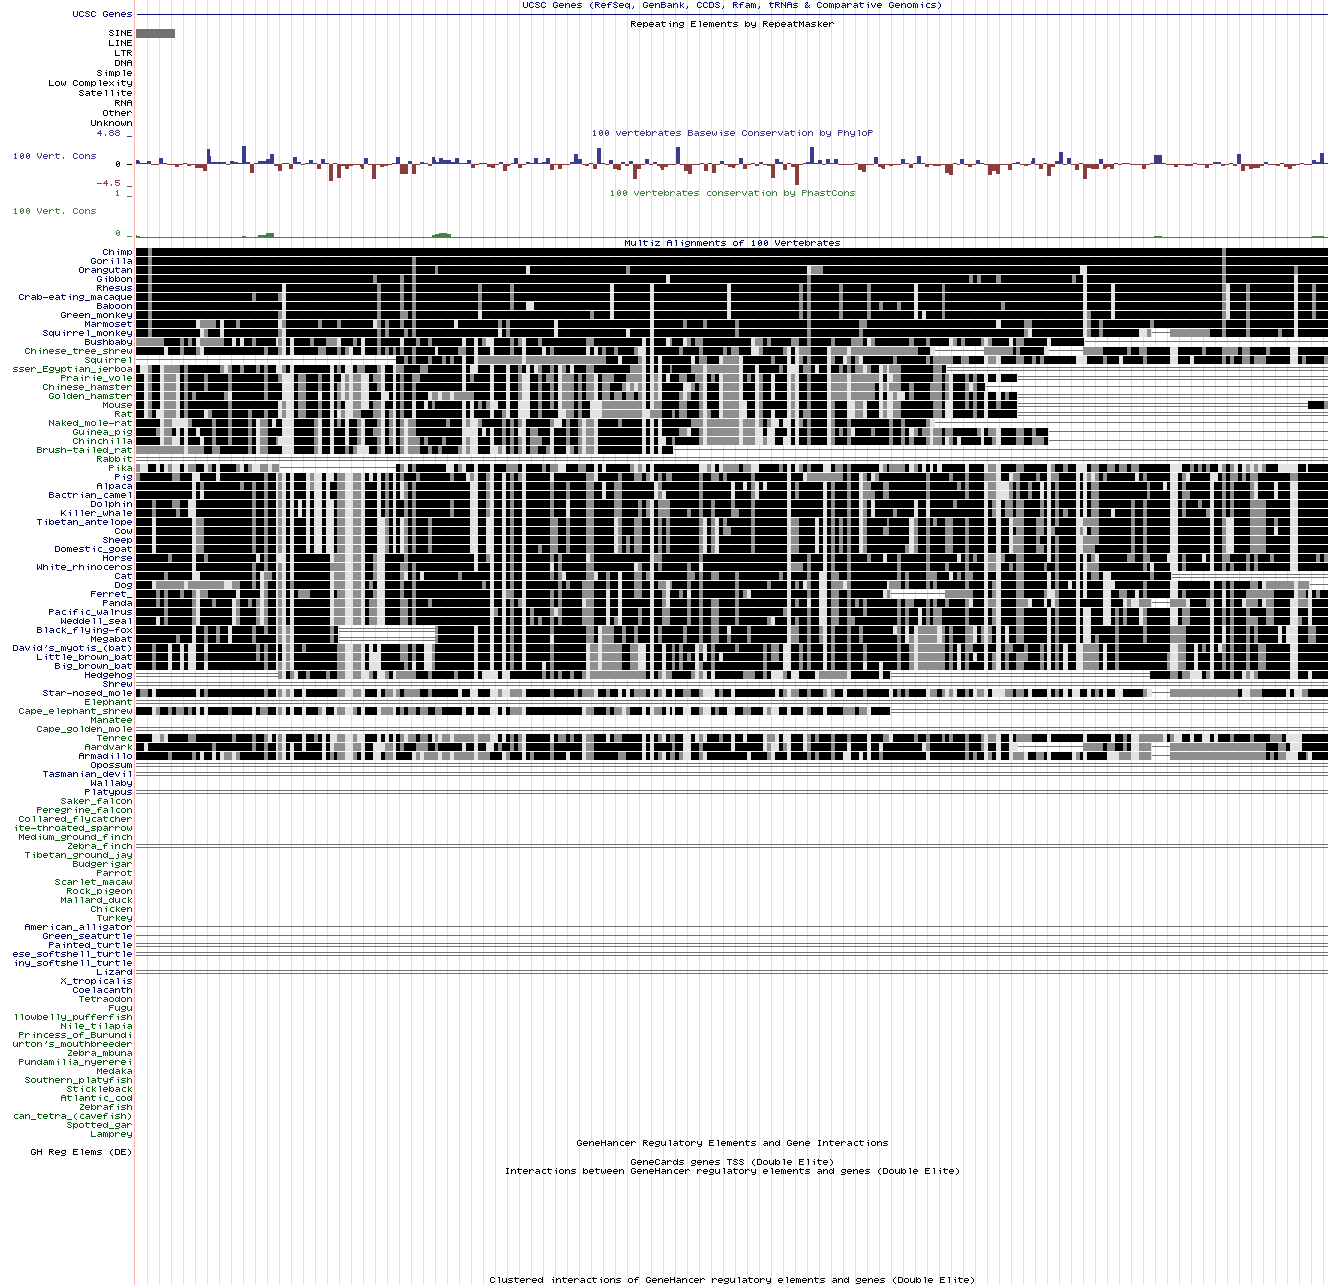 UCSC Genes (RefSeq, GenBank, CCDS, Rfam, tRNAs & Comparative Genomics)
UCSC Genes
Repeating Elements by RepeatMasker
SINE
LINE
LTR
DNA
Simple
Low Complexity
Satellite
RNA
Other
Unknown
4.88 _
100 vertebrates Basewise Conservation by PhyloP
100 Vert. Cons
0 _
-4.5 _
100 vertebrates conservation by PhastCons
1 _
100 Vert. Cons
0 _
Multiz Alignments of 100 Vertebrates
Chimp
Gorilla
Orangutan
Gibbon
Rhesus
Crab-eating_macaque
Baboon
Green_monkey
Marmoset
Squirrel_monkey
Bushbaby
Chinese_tree_shrew
Squirrel
sser_Egyptian_jerboa
Prairie_vole
Chinese_hamster
Golden_hamster
Mouse
Rat
Naked_mole-rat
Guinea_pig
Chinchilla
Brush-tailed_rat
Rabbit
Pika
Pig
Alpaca
Bactrian_camel
Dolphin
Killer_whale
Tibetan_antelope
Cow
Sheep
Domestic_goat
Horse
White_rhinoceros
Cat
Dog
Ferret_
Panda
Pacific_walrus
Weddell_seal
Black_flying-fox
Megabat
David's_myotis_(bat)
Little_brown_bat
Big_brown_bat
Hedgehog
Shrew
Star-nosed_mole
Elephant
Cape_elephant_shrew
Manatee
Cape_golden_mole
Tenrec
Aardvark
Armadillo
Opossum
Tasmanian_devil
Wallaby
Platypus
Saker_falcon
Peregrine_falcon
Collared_flycatcher
ite-throated_sparrow
Medium_ground_finch
Zebra_finch
Tibetan_ground_jay
Budgerigar
Parrot
Scarlet_macaw
Rock_pigeon
Mallard_duck
Chicken
Turkey
American_alligator
Green_seaturtle
Painted_turtle
ese_softshell_turtle
iny_softshell_turtle
Lizard
X_tropicalis
Coelacanth
Tetraodon
Fugu
llowbelly_pufferfish
Nile_tilapia
Princess_of_Burundi
urton's_mouthbreeder
Zebra_mbuna
Pundamilia_nyererei
Medaka
Southern_platyfish
Stickleback
Atlantic_cod
Zebrafish
can_tetra_(cavefish)
Spotted_gar
Lamprey
GeneHancer Regulatory Elements and Gene Interactions
GH Reg Elems (DE)
GeneCards genes TSS (Double Elite)
Interactions between GeneHancer regulatory elements and genes (Double Elite)
Clustered interactions of GeneHancer regulatory elements and genes (Double Elite)